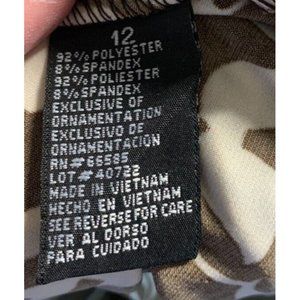 12
92% POLYESTER
8% SPANDEX
92% POLIESTER
8% SPANDEX
EXCLUSIVE OF
ORNAMENTATION
EXCLUSIVO DE
ORNAMENTACION
RN# 66585
LOT# 40722
MADE IN VIETNAM
HECHO EN VIETNAM
SEE REVERSE FOR CARE
VER AL DORSO
PARA CUIDADO